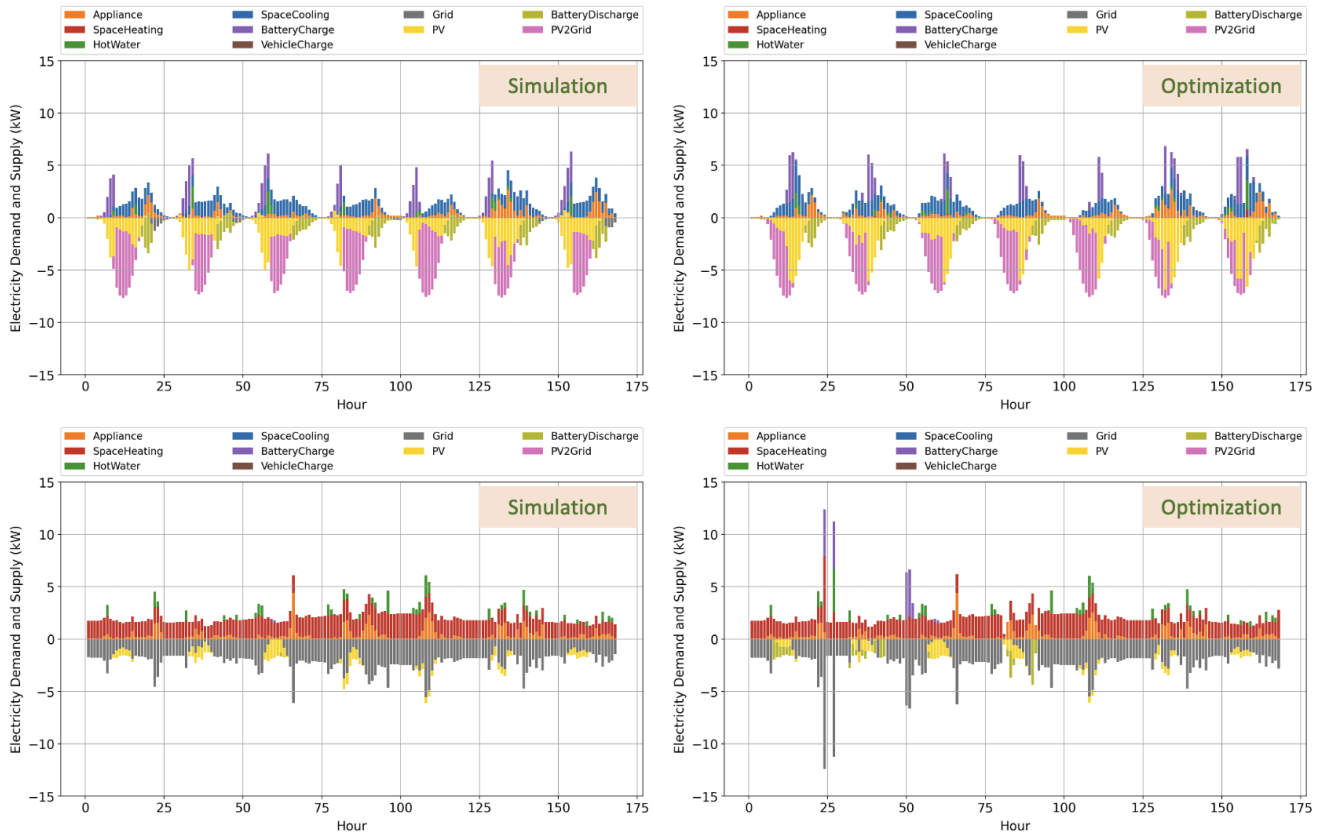 Appliance SpaceCooling Grid BatteryDischarge
SpaceHeating BatteryCharge PV PV2Grid
HotWater VehicleCharge
Simulation
Electricity Demand and Supply (kW)
15
10
5
0
−5
−10
−15
0 25 50 75 100 125 150 175
Hour
Appliance SpaceCooling Grid BatteryDischarge
SpaceHeating BatteryCharge PV PV2Grid
HotWater VehicleCharge
Optimization
Electricity Demand and Supply (kW)
15
10
5
0
−5
−10
−15
0 25 50 75 100 125 150 175
Hour
Appliance SpaceCooling Grid BatteryDischarge
SpaceHeating BatteryCharge PV PV2Grid
HotWater VehicleCharge
Simulation
Electricity Demand and Supply (kW)
15
10
5
0
−5
−10
−15
0 25 50 75 100 125 150 175
Hour
Appliance SpaceCooling Grid BatteryDischarge
SpaceHeating BatteryCharge PV PV2Grid
HotWater VehicleCharge
Optimization
Electricity Demand and Supply (kW)
15
10
5
0
−5
−10
−15
0 25 50 75 100 125 150 175
Hour